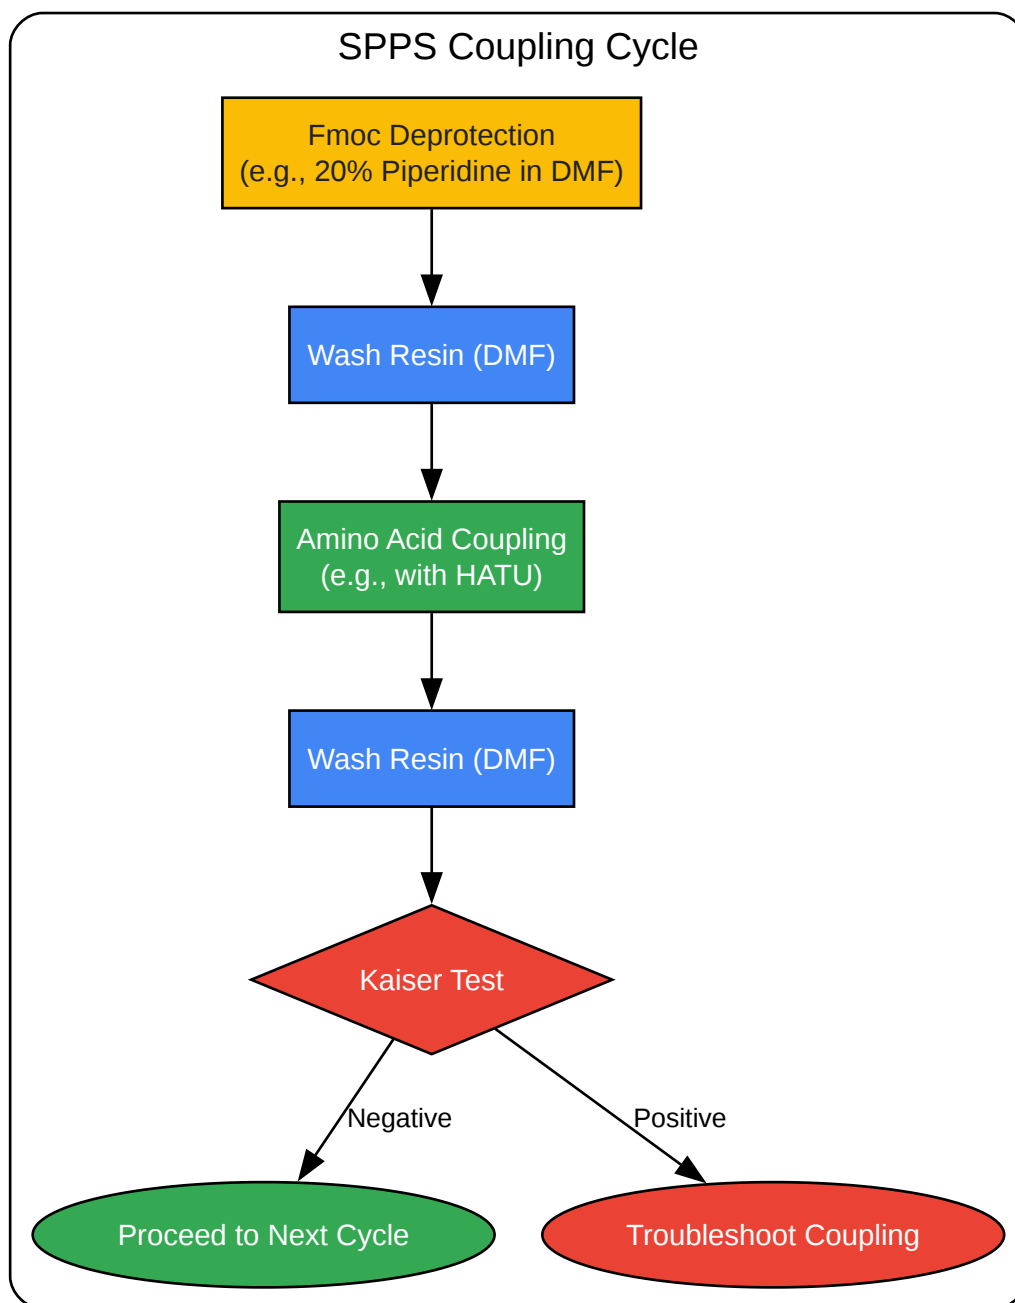 SPPS Coupling Cycle
Fmoc Deprotection
(e.g., 20% Piperidine in DMF)
Wash Resin (DMF)
Amino Acid Coupling
(e.g., with HATU)
Wash Resin (DMF)
Kaiser Test
Negative
Positive
Proceed to Next Cycle
Troubleshoot Coupling